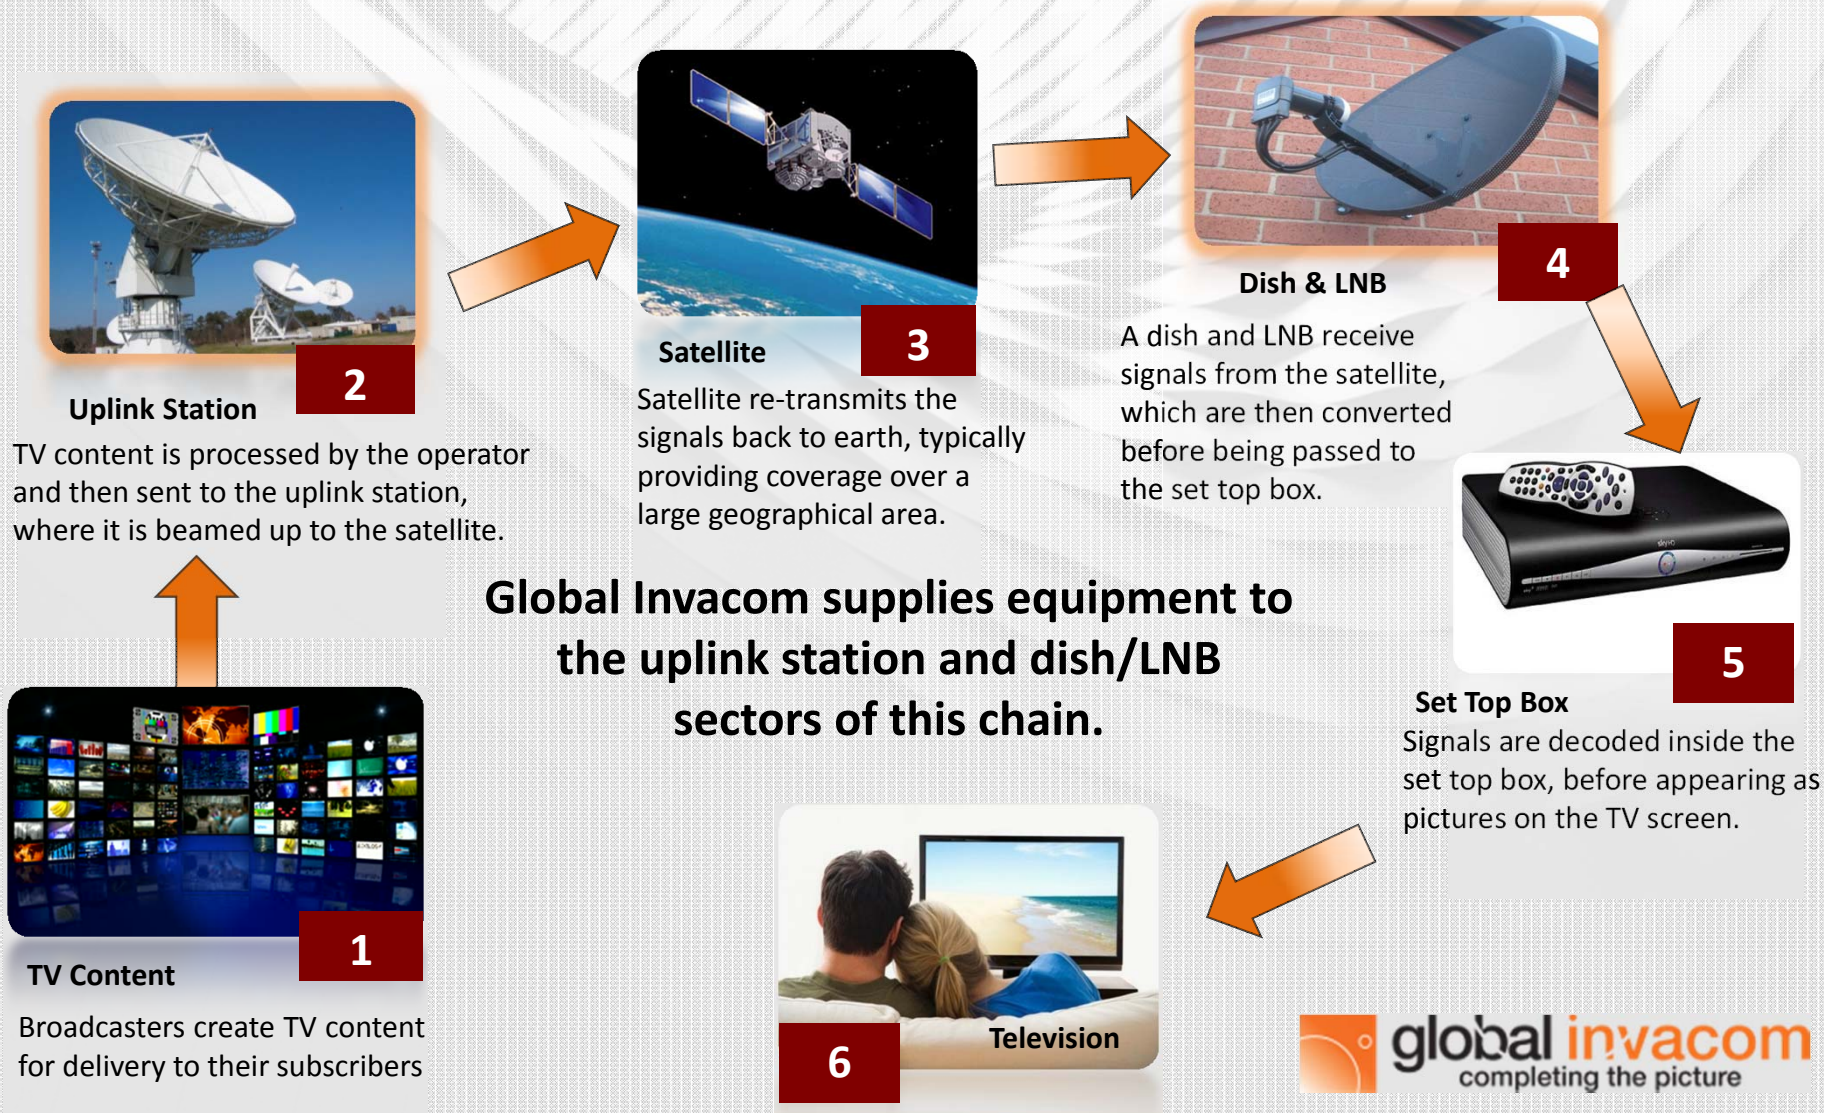 1
TV Content
Broadcasters create TV content
for delivery to their subscribers
2
Uplink Station
TV content is processed by the operator
and then sent to the uplink station,
where it is beamed up to the satellite.
3
Satellite
Satellite re-transmits the
signals back to earth, typically
providing coverage over a
large geographical area.
4
Dish & LNB
A dish and LNB receive
signals from the satellite,
which are then converted
before being passed to
the set top box.
5
Set Top Box
Signals are decoded inside the
set top box, before appearing as
pictures on the TV screen.
6
Television
Global Invacom supplies equipment to
the uplink station and dish/LNB
sectors of this chain.
global invacom
completing the picture